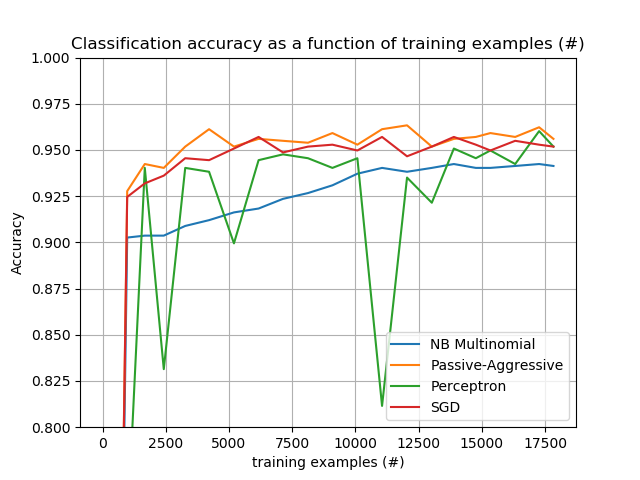 Classification accuracy as a function of training examples (#)
1.000
0.975
0.950
0.925
0.900
0.875
0.850
0.825
0.800
Accuracy
NB Multinomial
Passive-Aggressive
Perceptron
SGD
0 2500 5000 7500 10000 12500 15000 17500
training examples (#)